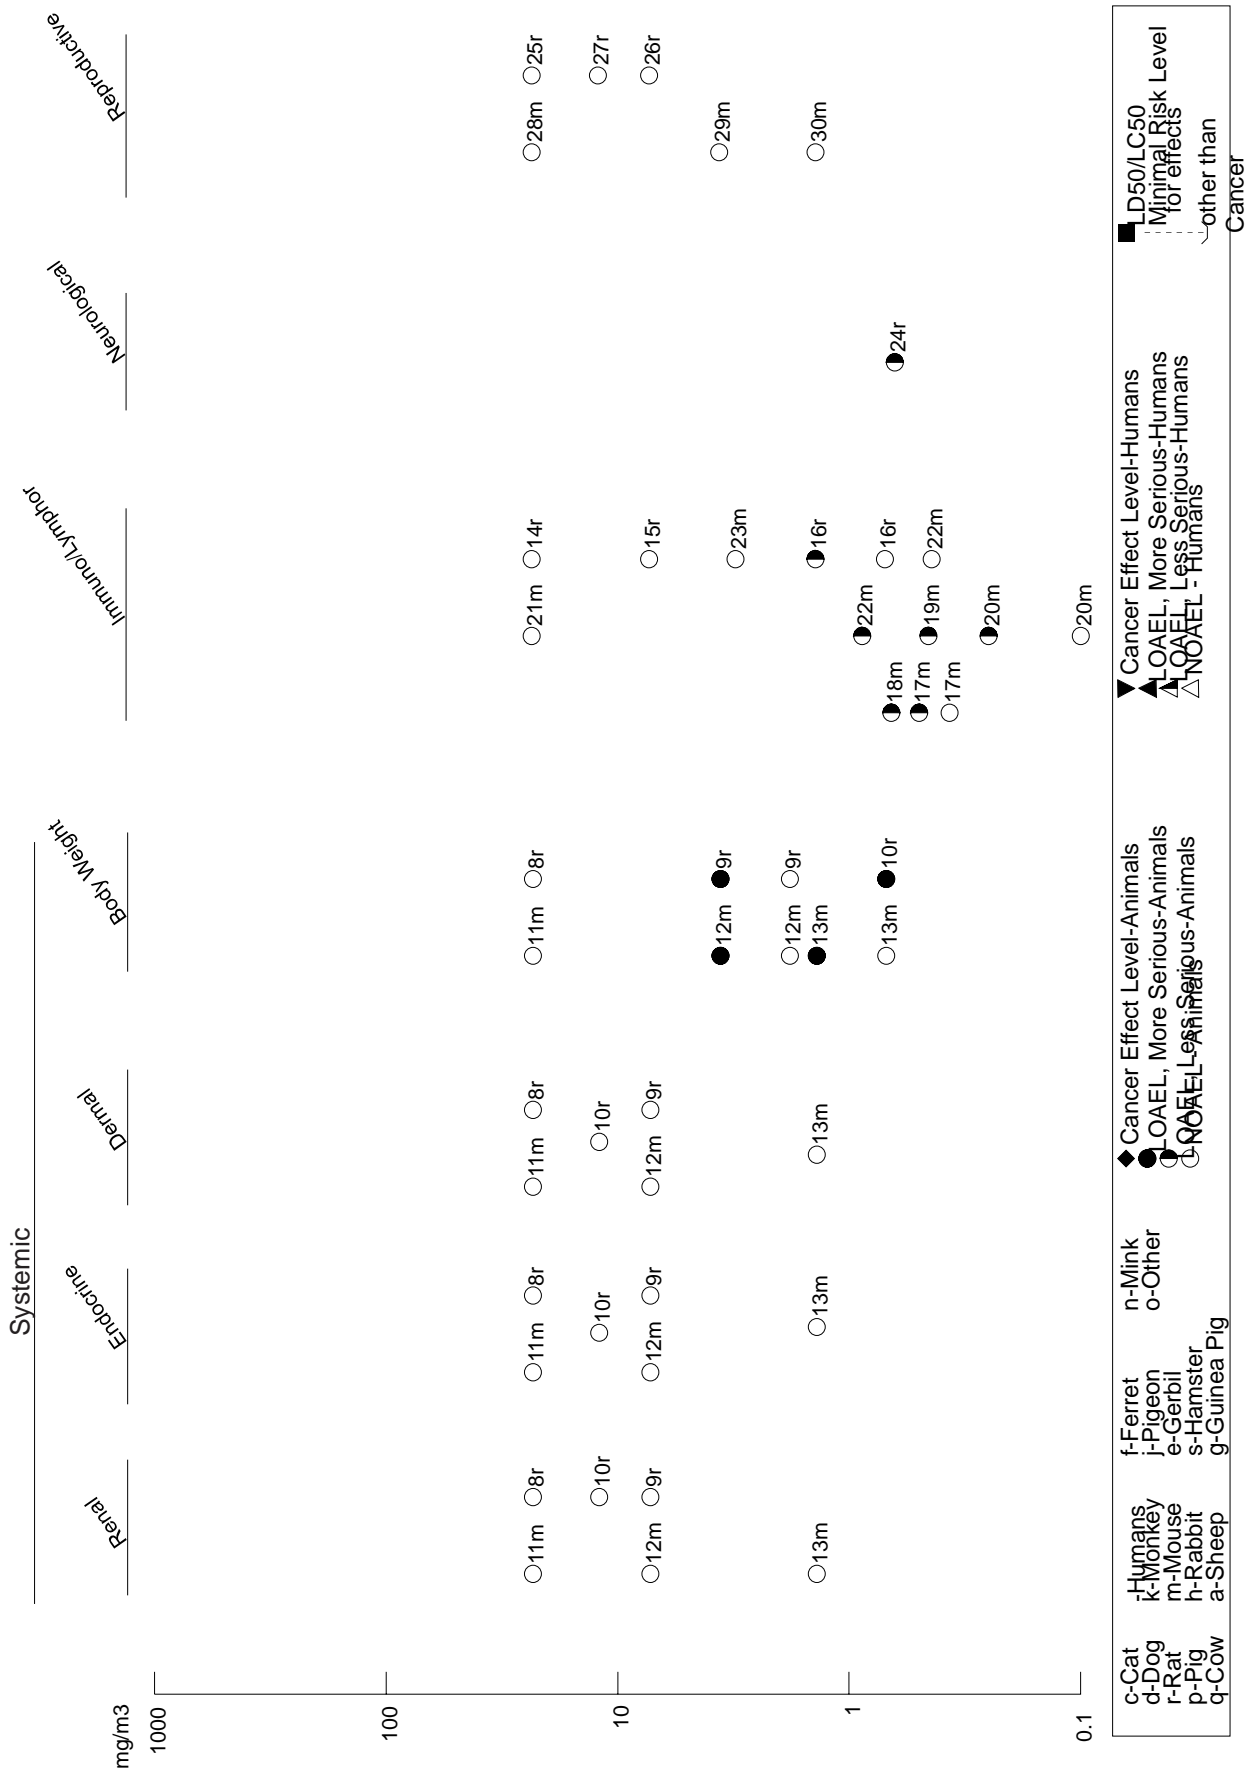 Systemic
Renal
Endocrine
Dermal
Body Weight
Immuno/Lymphor
Neurological
Reproductive
mg/m3
1000
100
10
1
0.1
11m
8r
10r
12m
9r
13m
11m
8r
10r
12m
9r
13m
11m
8r
10r
12m
9r
13m
11m
8r
12m
9r
12m
9r
13m
13m
10r
21m
14r
15r
23m
16r
22m
16r
18m
19m
22m
17m
20m
17m
20m
24r
28m
25r
27r
26r
29m
30m
c-Cat
d-Dog
r-Rat
p-Pig
q-Cow
-Humans
k-Monkey
m-Mouse
h-Rabbit
a-Sheep
f-Ferret
j-Pigeon
e-Gerbil
s-Hamster
g-Guinea Pig
n-Mink
o-Other
Cancer Effect Level-Animals
LOAEL, More Serious-Animals
LOAEL, Less Serious-Animals
NOAEL - Animals
Cancer Effect Level-Humans
LOAEL, More Serious-Humans
LOAEL, Less Serious-Humans
NOAEL - Humans
LD50/LC50
Minimal Risk Level
for effects
other than
Cancer